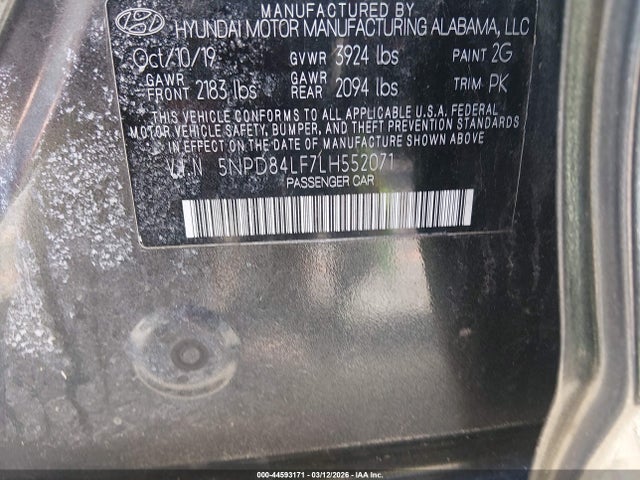 MANUFACTURED BY
HYUNDAI MOTOR MANUFACTURING ALABAMA, LLC
Oct/10/19 GVWR 3924 lbs PAINT 2G
GAWR FRONT 2183 lbs GAWR REAR 2094 lbs TRIM: PK
THIS VEHICLE CONFORMS TO ALL APPLICABLE U.S.A. FEDERAL
MOTOR VEHICLE SAFETY, BUMPER, AND THEFT PREVENTION STANDARDS
IN EFFECT ON THE DATE OF MANUFACTURE SHOWN ABOVE.
V.I.N 5NPD84LF7LH552071
PASSENGER CAR
000-44593171 | 03/12/2026 - IAA Inc.